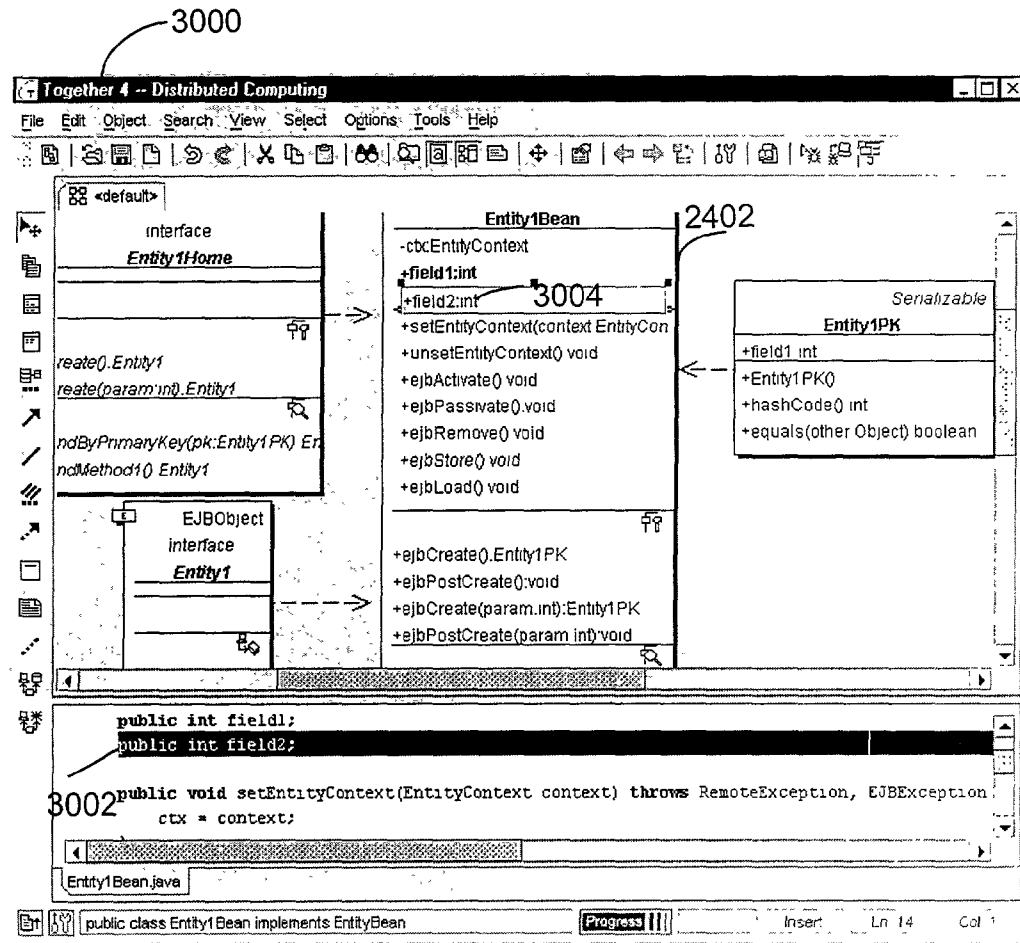 3000
Together 4 -- Distributed Computing
File Edit Object Search View Select Options Tools Help
<default>
interface
Entity1Home
reate().Entity1
reate(param:int).Entity1
ndByPrimaryKey(pk:Entity1PK) En
ndMethod1() Entity1
EJBObject
interface
Entity1
Entity1Bean
-ctx:EntityContext
+field1:int
+field2:int
+setEntityContext(context EntityCon
+unsetEntityContext() void
+ejbActivate() void
+ejbPassivate().void
+ejbRemove() void
+ejbStore() void
+ejbLoad() void
+ejbCreate().Entity1PK
+ejbPostCreate():void
+ejbCreate(param.int):Entity1PK
+ejbPostCreate(param int):void
2402
3004
Serializable
Entity1PK
+field1 int
+Entity1PK()
+hashCode() int
+equals(other Object) boolean
public int field1;
public int field2;
3002
public void setEntityContext(EntityContext context) throws RemoteException, EJBException
ctx = context;
Entity1Bean.java
public class Entity1Bean implements EntityBean
Progress
Insert
Ln 14
Col 1